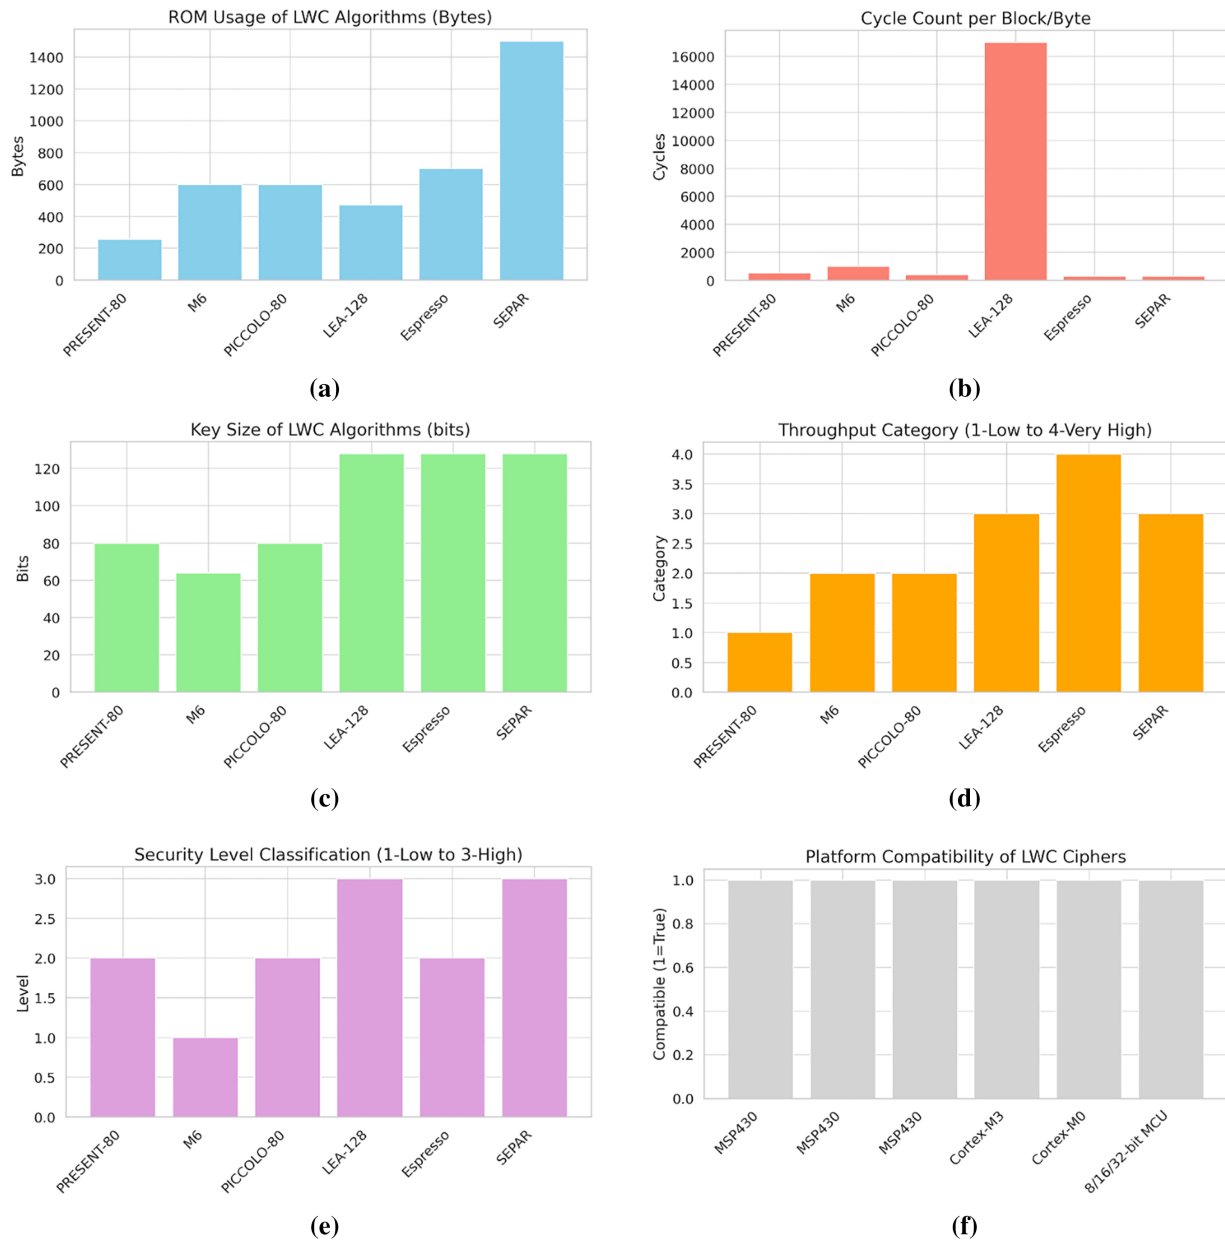 ROM Usage of LWC Algorithms (Bytes)
Bytes
1400
1200
1000
800
600
400
200
0
PRESENT-80
M6
PICCOLO-80
LEA-128
Espresso
SEPAR
(a)
Cycle Count per Block/Byte
Cycles
16000
14000
12000
10000
8000
6000
4000
2000
0
PRESENT-80
M6
PICCOLO-80
LEA-128
Espresso
SEPAR
(b)
Key Size of LWC Algorithms (bits)
Bits
120
100
80
60
40
20
0
PRESENT-80
M6
PICCOLO-80
LEA-128
Espresso
SEPAR
(c)
Throughput Category (1-Low to 4-Very High)
Category
4.0
3.5
3.0
2.5
2.0
1.5
1.0
0.5
0.0
PRESENT-80
M6
PICCOLO-80
LEA-128
Espresso
SEPAR
(d)
Security Level Classification (1-Low to 3-High)
Level
3.0
2.5
2.0
1.5
1.0
0.5
0.0
PRESENT-80
M6
PICCOLO-80
LEA-128
Espresso
SEPAR
(e)
Platform Compatibility of LWC Ciphers
Compatible (1=True)
1.0
0.8
0.6
0.4
0.2
0.0
MSP430
MSP430
MSP430
Cortex-M3
Cortex-M0
8/16/32-bit MCU
(f)